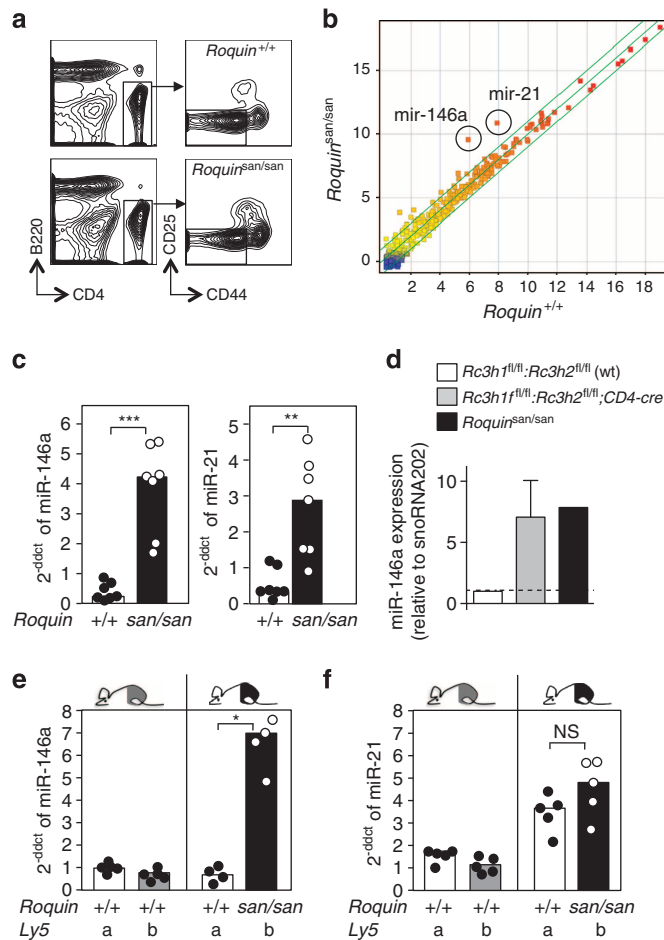 a
Roquin+/+
Roquinsan/san
B220
CD4
CD25
CD44
b
mir-146a
mir-21
Roquinsan/san
15
10
5
0
2 4 6 8 10 12 14 16 18
Roquin+/+
c
***
2-ddct of miR-146a
6
5
4
3
2
1
0
**
2-ddct of miR-21
5
4
3
2
1
0
Roquin +/+ san/san +/+ san/san
d
Rc3h1fl/fl:Rc3h2fl/fl (wt)
Rc3h1ffl/fl:Rc3h2fl/fl;CD4-cre
Roquinsan/san
miR-146a expression
(relative to snoRNA202)
10
5
0
e
2-ddct of miR-146a
8
7
6
5
4
3
2
1
0
*
Roquin +/+ +/+ +/+ san/san
Ly5 a b a b
f
2-ddct of miR-21
8
7
6
5
4
3
2
1
0
NS
Roquin +/+ +/+ +/+ san/san
Ly5 a b a b